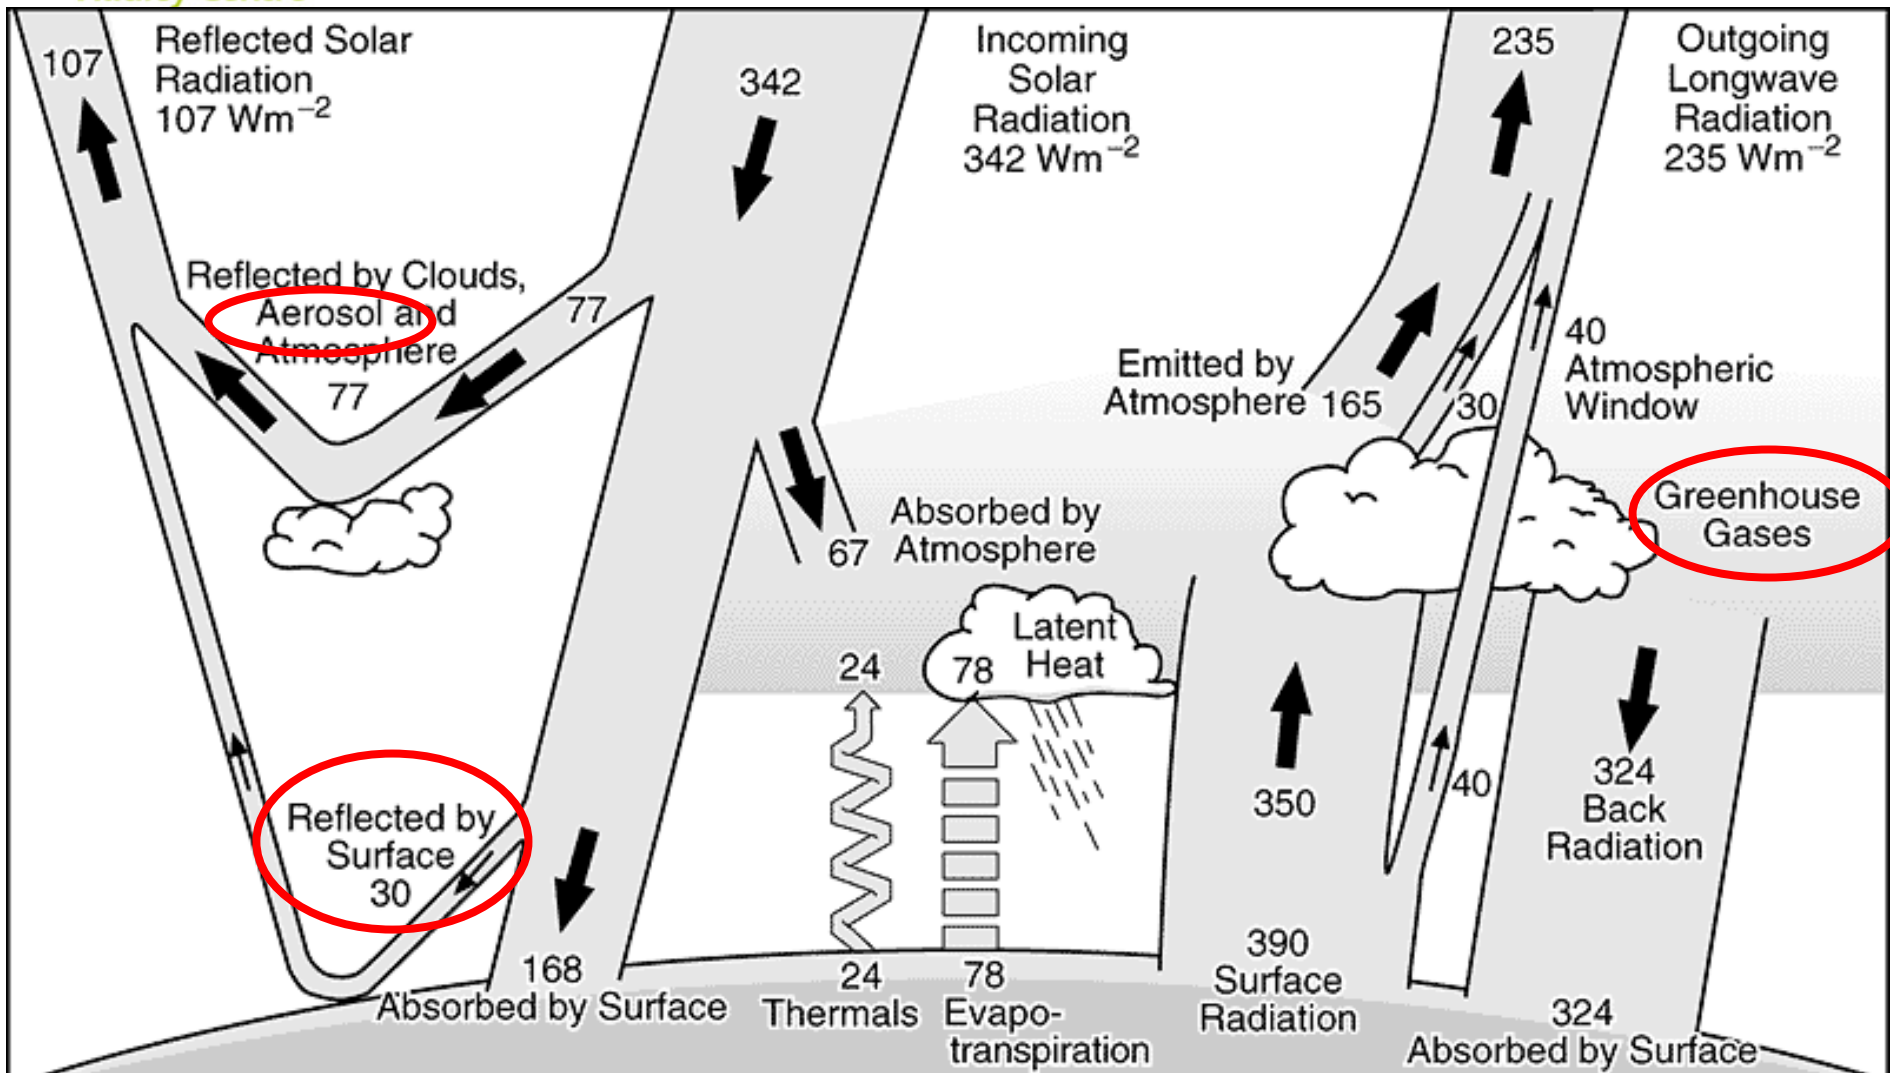 107
Reflected Solar
Radiation
107 Wm⁻²
342
Incoming
Solar
Radiation
342 Wm⁻²
235
Outgoing
Longwave
Radiation
235 Wm⁻²
Reflected by Clouds,
Aerosol and
Atmosphere
77
77
Emitted by
Atmosphere
165
30
40
Atmospheric
Window
Greenhouse
Gases
Absorbed by
Atmosphere
67
Latent
Heat
24
78
350
40
324
Back
Radiation
Reflected by
Surface
30
168
Absorbed by Surface
24
Thermals
78
Evapo-
transpiration
390
Surface
Radiation
324
Absorbed by Surface